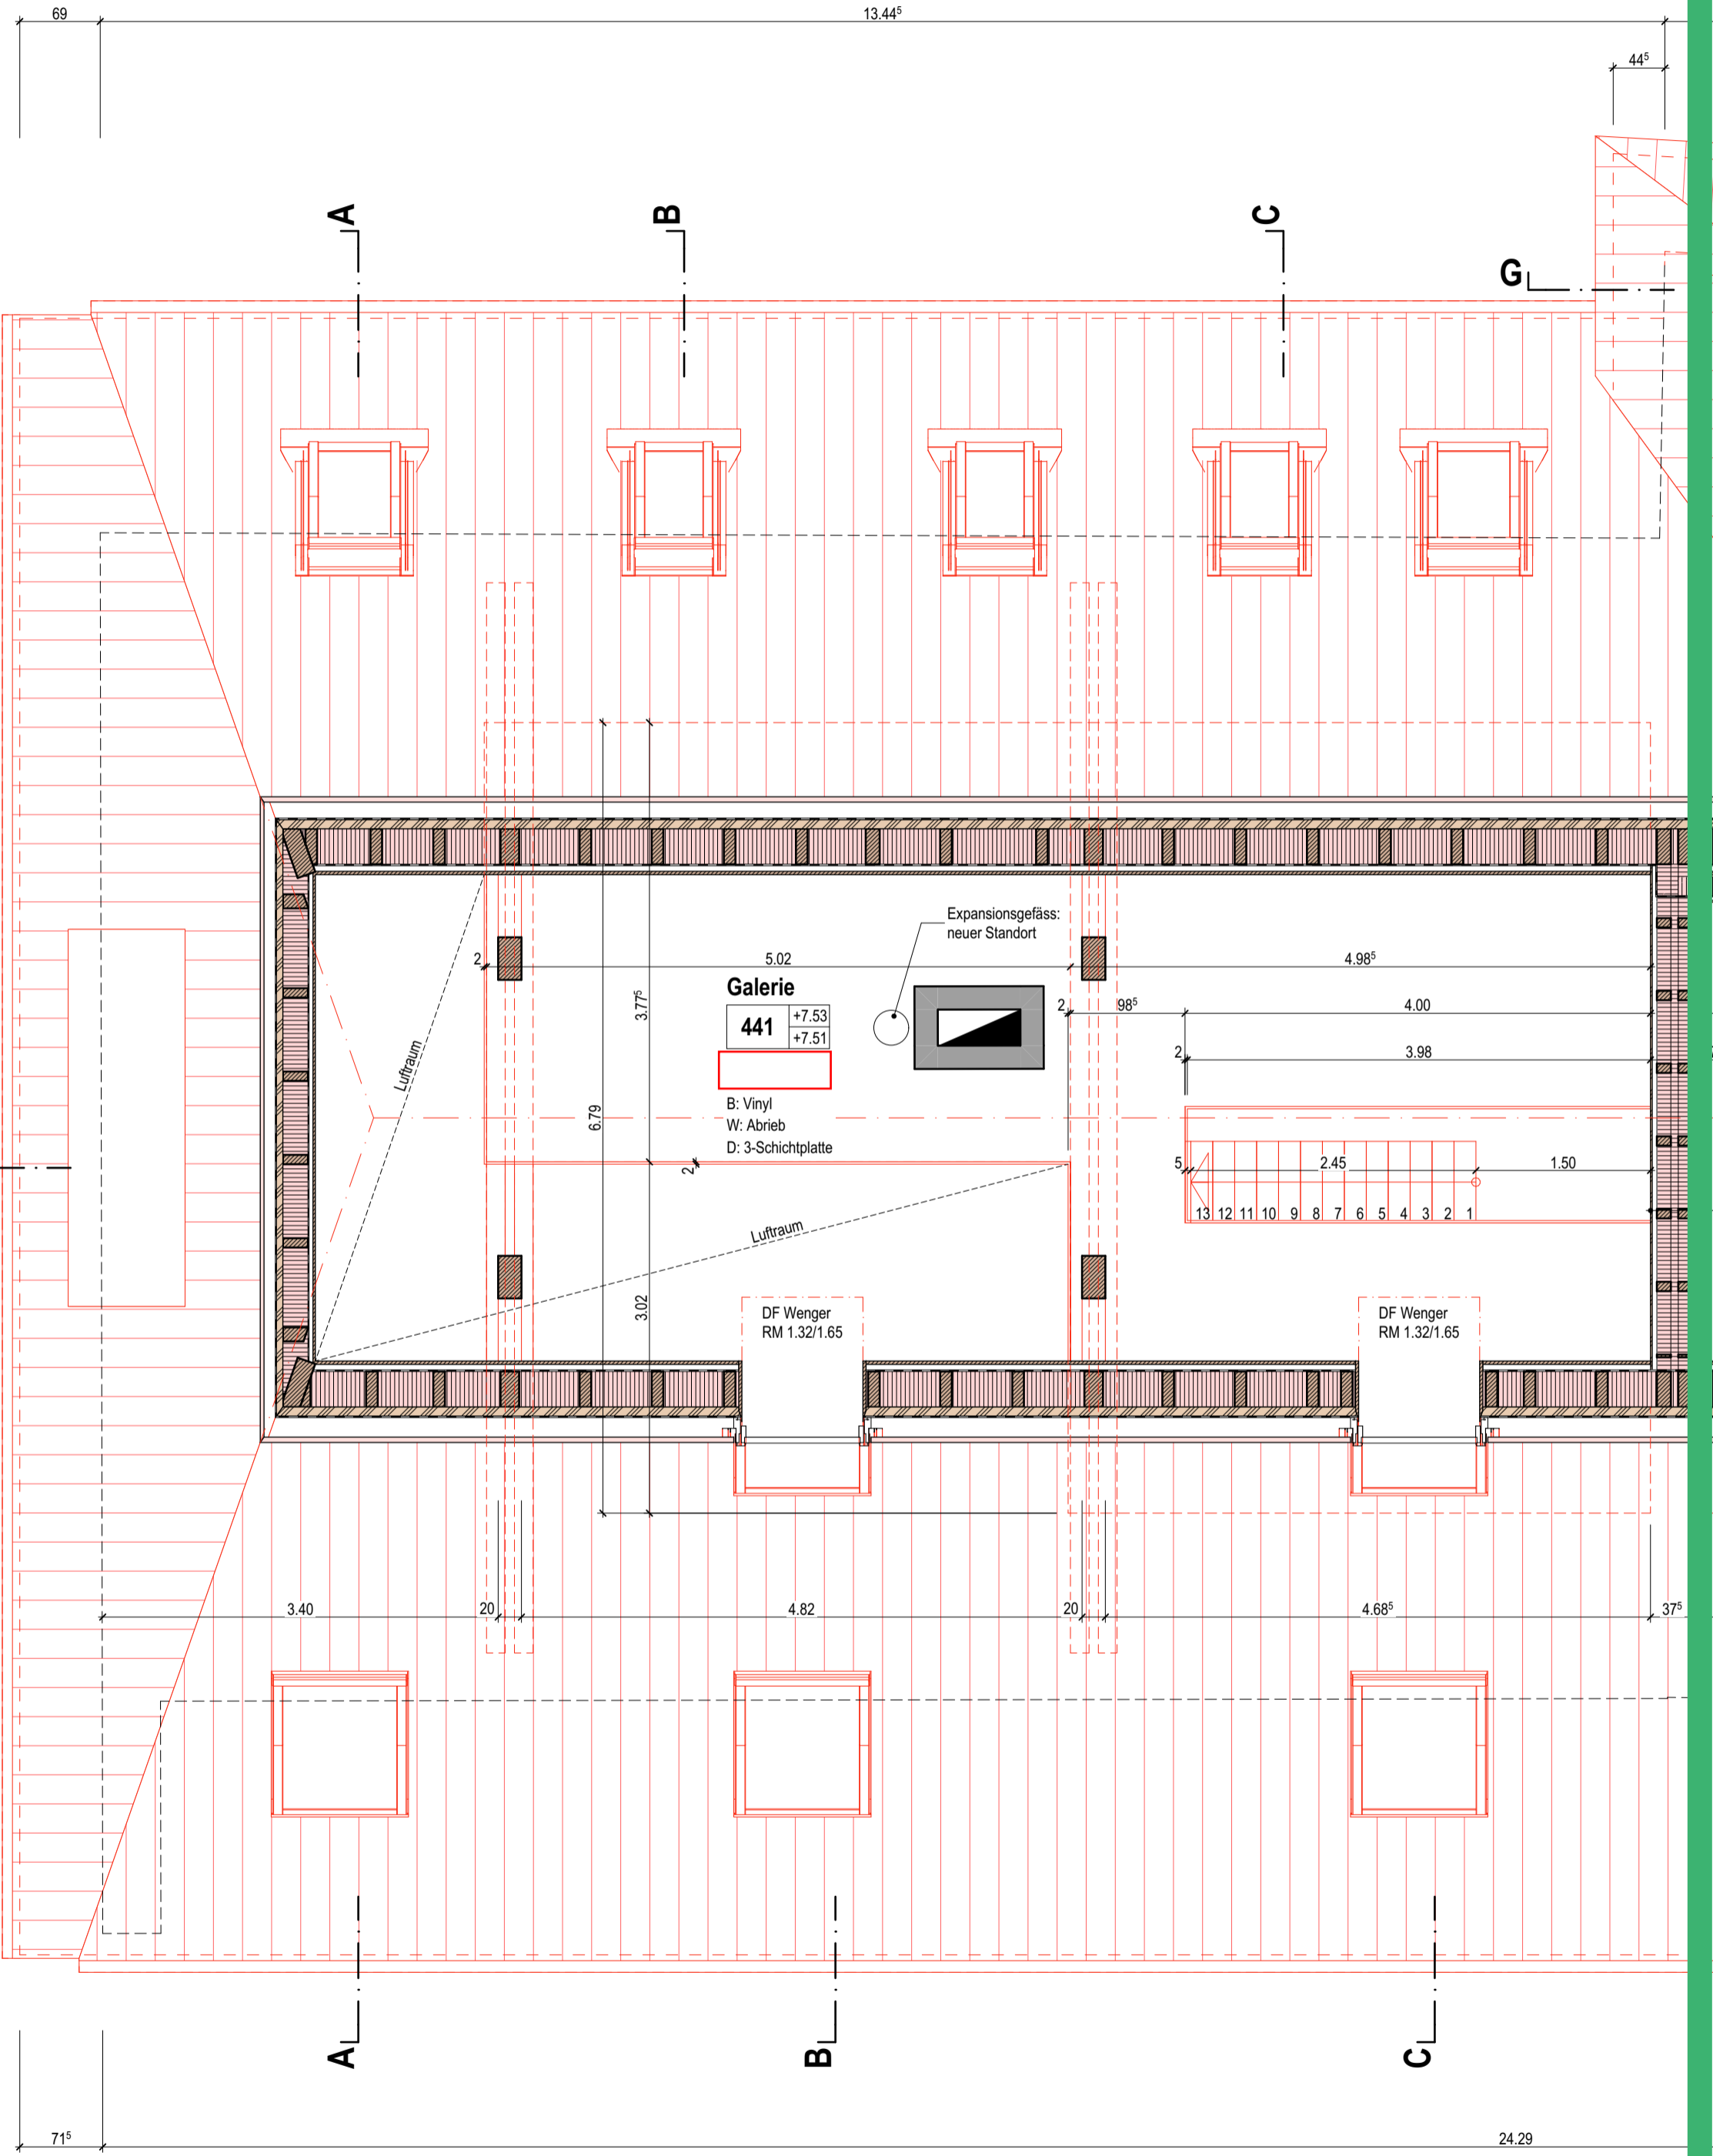 69
13.44⁵
44⁵
A
B
C
G
Expansionsgefäss:
neuer Standort
2
5.02
4.98⁵
Galerie
441
+7.53
+7.51
3.77⁵
2
98⁵
4.00
2
3.98
Luftraum
6.79
B: Vinyl
W: Abrieb
D: 3-Schichtplatte
2
5
2.45
1.50
13 12 11 10 9 8 7 6 5 4 3 2 1
Luftraum
3.02
DF Wenger
RM 1.32/1.65
DF Wenger
RM 1.32/1.65
3.40
20
4.82
20
4.68⁵
37⁵
A
B
C
71⁵
24.29